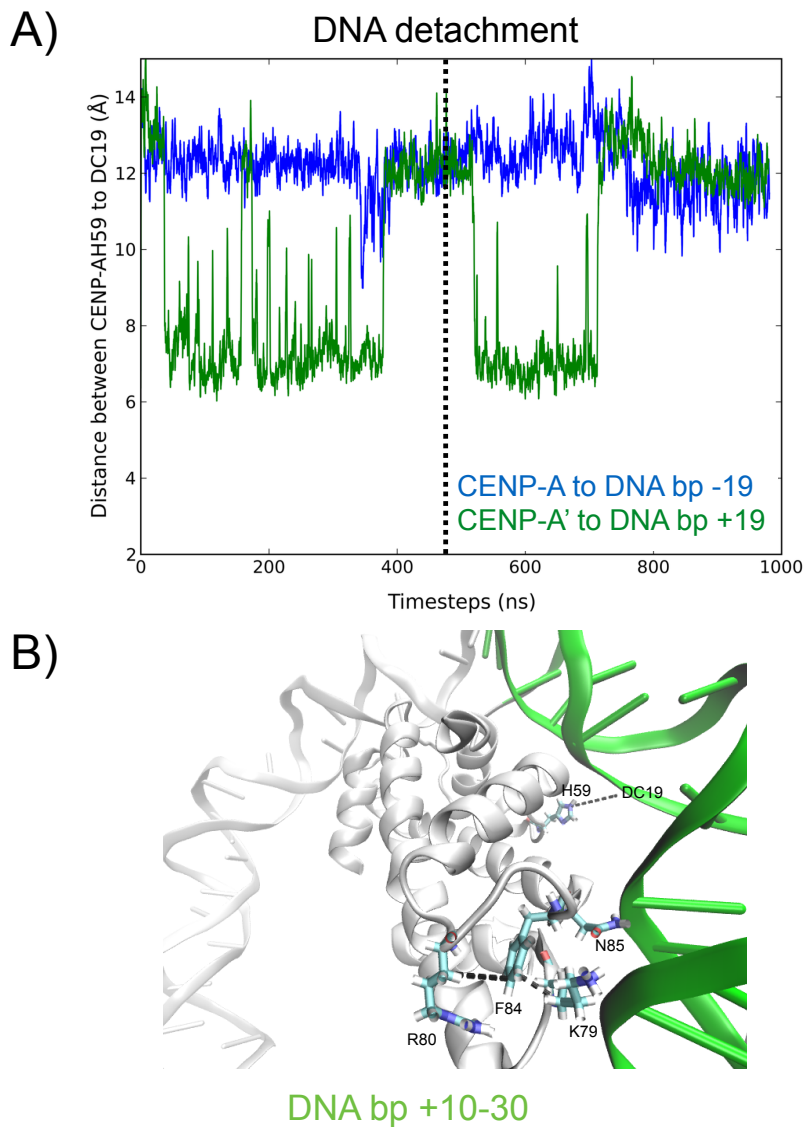 A)
DNA detachment
Distance between CENP-AH59 to DC19 (Å)
14
12
10
8
6
4
2
CENP-A to DNA bp -19
CENP-A' to DNA bp +19
0
200
400
600
800
1000
Timesteps (ns)
B)
H59
DC19
N85
F84
K79
R80
DNA bp +10-30